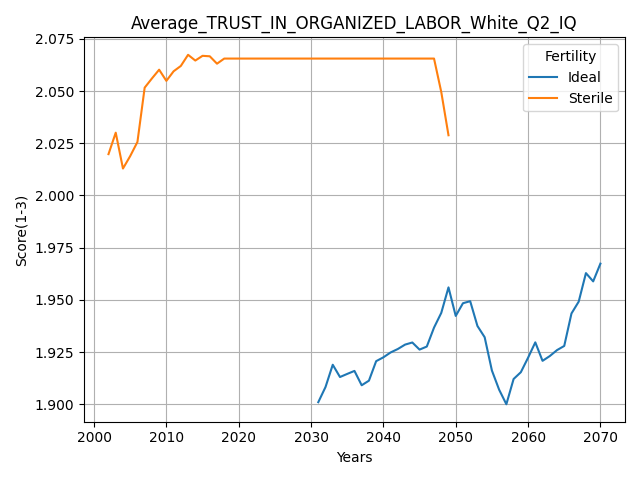 Average_TRUST_IN_ORGANIZED_LABOR_White_Q2_IQ
Fertility
Ideal
Sterile
Score(1-3)
2.075
2.050
2.025
2.000
1.975
1.950
1.925
1.900
2000 2010 2020 2030 2040 2050 2060 2070
Years